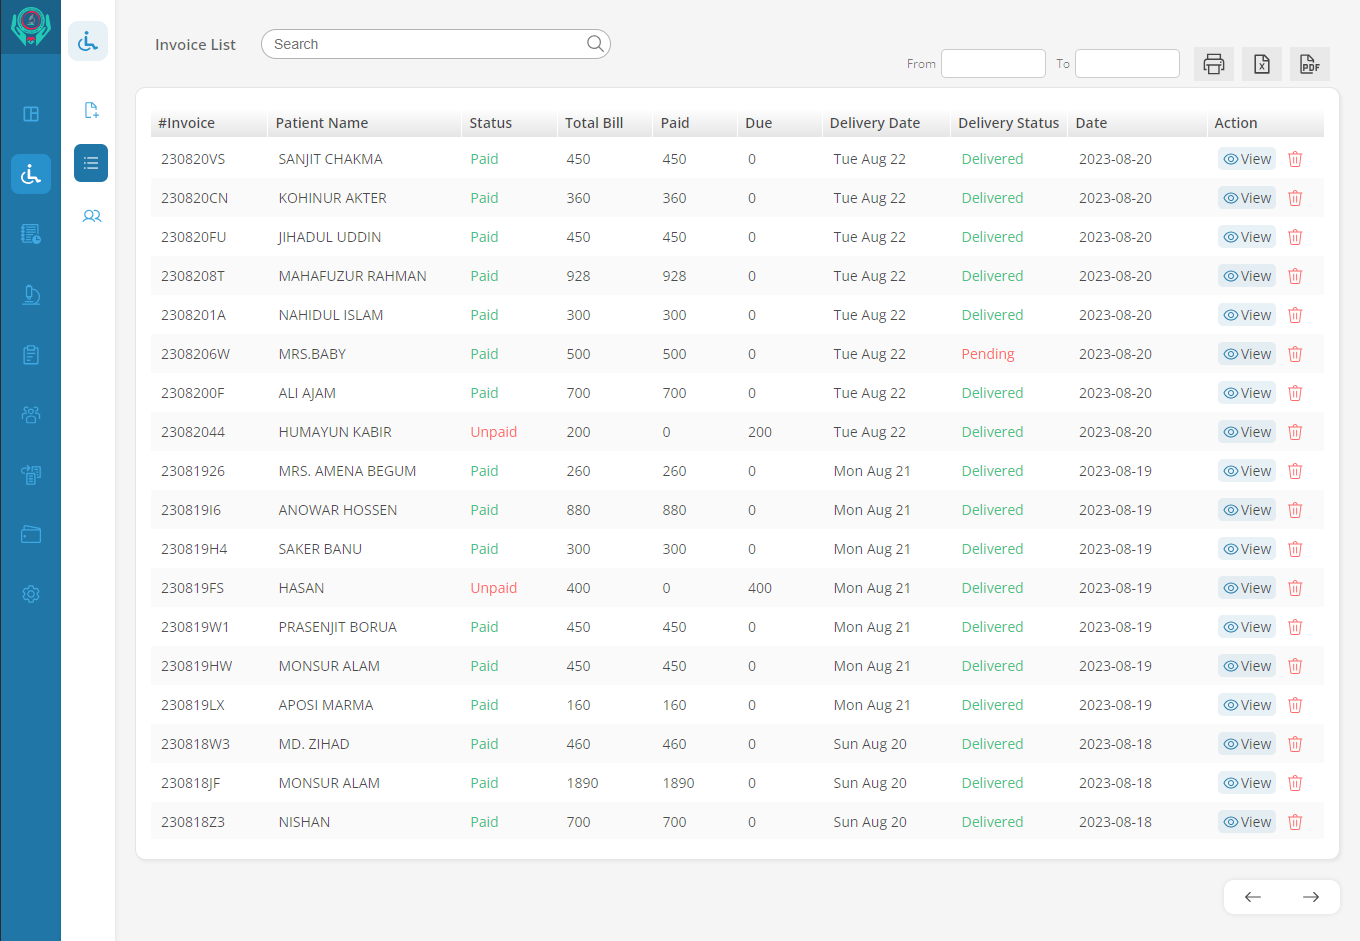 Invoice List Search
From To PDF
#Invoice Patient Name Status Total Bill Paid Due Delivery Date Delivery Status Date Action
230820VS SANJIT CHAKMA Paid 450 450 0 Tue Aug 22 Delivered 2023-08-20 View
230820CN KOHINUR AKTER Paid 360 360 0 Tue Aug 22 Delivered 2023-08-20 View
230820FU JIHADUL UDDIN Paid 450 450 0 Tue Aug 22 Delivered 2023-08-20 View
2308208T MAHAFUZUR RAHMAN Paid 928 928 0 Tue Aug 22 Delivered 2023-08-20 View
2308201A NAHIDUL ISLAM Paid 300 300 0 Tue Aug 22 Delivered 2023-08-20 View
2308206W MRS.BABY Paid 500 500 0 Tue Aug 22 Pending 2023-08-20 View
2308200F ALI AJAM Paid 700 700 0 Tue Aug 22 Delivered 2023-08-20 View
23082044 HUMAYUN KABIR Unpaid 200 0 200 Tue Aug 22 Delivered 2023-08-20 View
23081926 MRS. AMENA BEGUM Paid 260 260 0 Mon Aug 21 Delivered 2023-08-19 View
230819I6 ANOWAR HOSSEN Paid 880 880 0 Mon Aug 21 Delivered 2023-08-19 View
230819H4 SAKER BANU Paid 300 300 0 Mon Aug 21 Delivered 2023-08-19 View
230819FS HASAN Unpaid 400 0 400 Mon Aug 21 Delivered 2023-08-19 View
230819W1 PRASENJIT BORUA Paid 450 450 0 Mon Aug 21 Delivered 2023-08-19 View
230819HW MONSUR ALAM Paid 450 450 0 Mon Aug 21 Delivered 2023-08-19 View
230819LX APOSI MARMA Paid 160 160 0 Mon Aug 21 Delivered 2023-08-19 View
230818W3 MD. ZIHAD Paid 460 460 0 Sun Aug 20 Delivered 2023-08-18 View
230818JF MONSUR ALAM Paid 1890 1890 0 Sun Aug 20 Delivered 2023-08-18 View
230818Z3 NISHAN Paid 700 700 0 Sun Aug 20 Delivered 2023-08-18 View